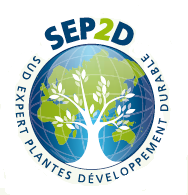 SEP2D
SUD EXPERT PLANTES DÉVELOPPEMENT DURABLE